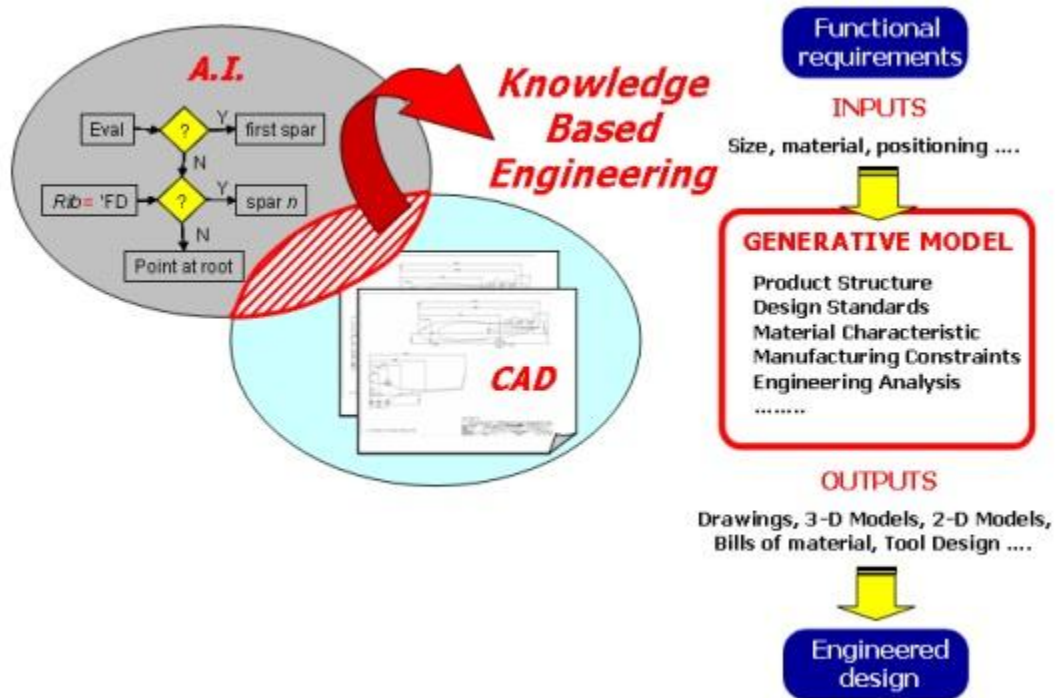 A.I.
Eval
?
Y
first spar
N
Rib= 'FD
?
Y
spar n
N
Point at root
Knowledge
Based
Engineering
CAD
Functional
requirements
INPUTS
Size, material, positioning ....
GENERATIVE MODEL
Product Structure
Design Standards
Material Characteristic
Manufacturing Constraints
Engineering Analysis
........
OUTPUTS
Drawings, 3-D Models, 2-D Models,
Bills of material, Tool Design ....
Engineered
design